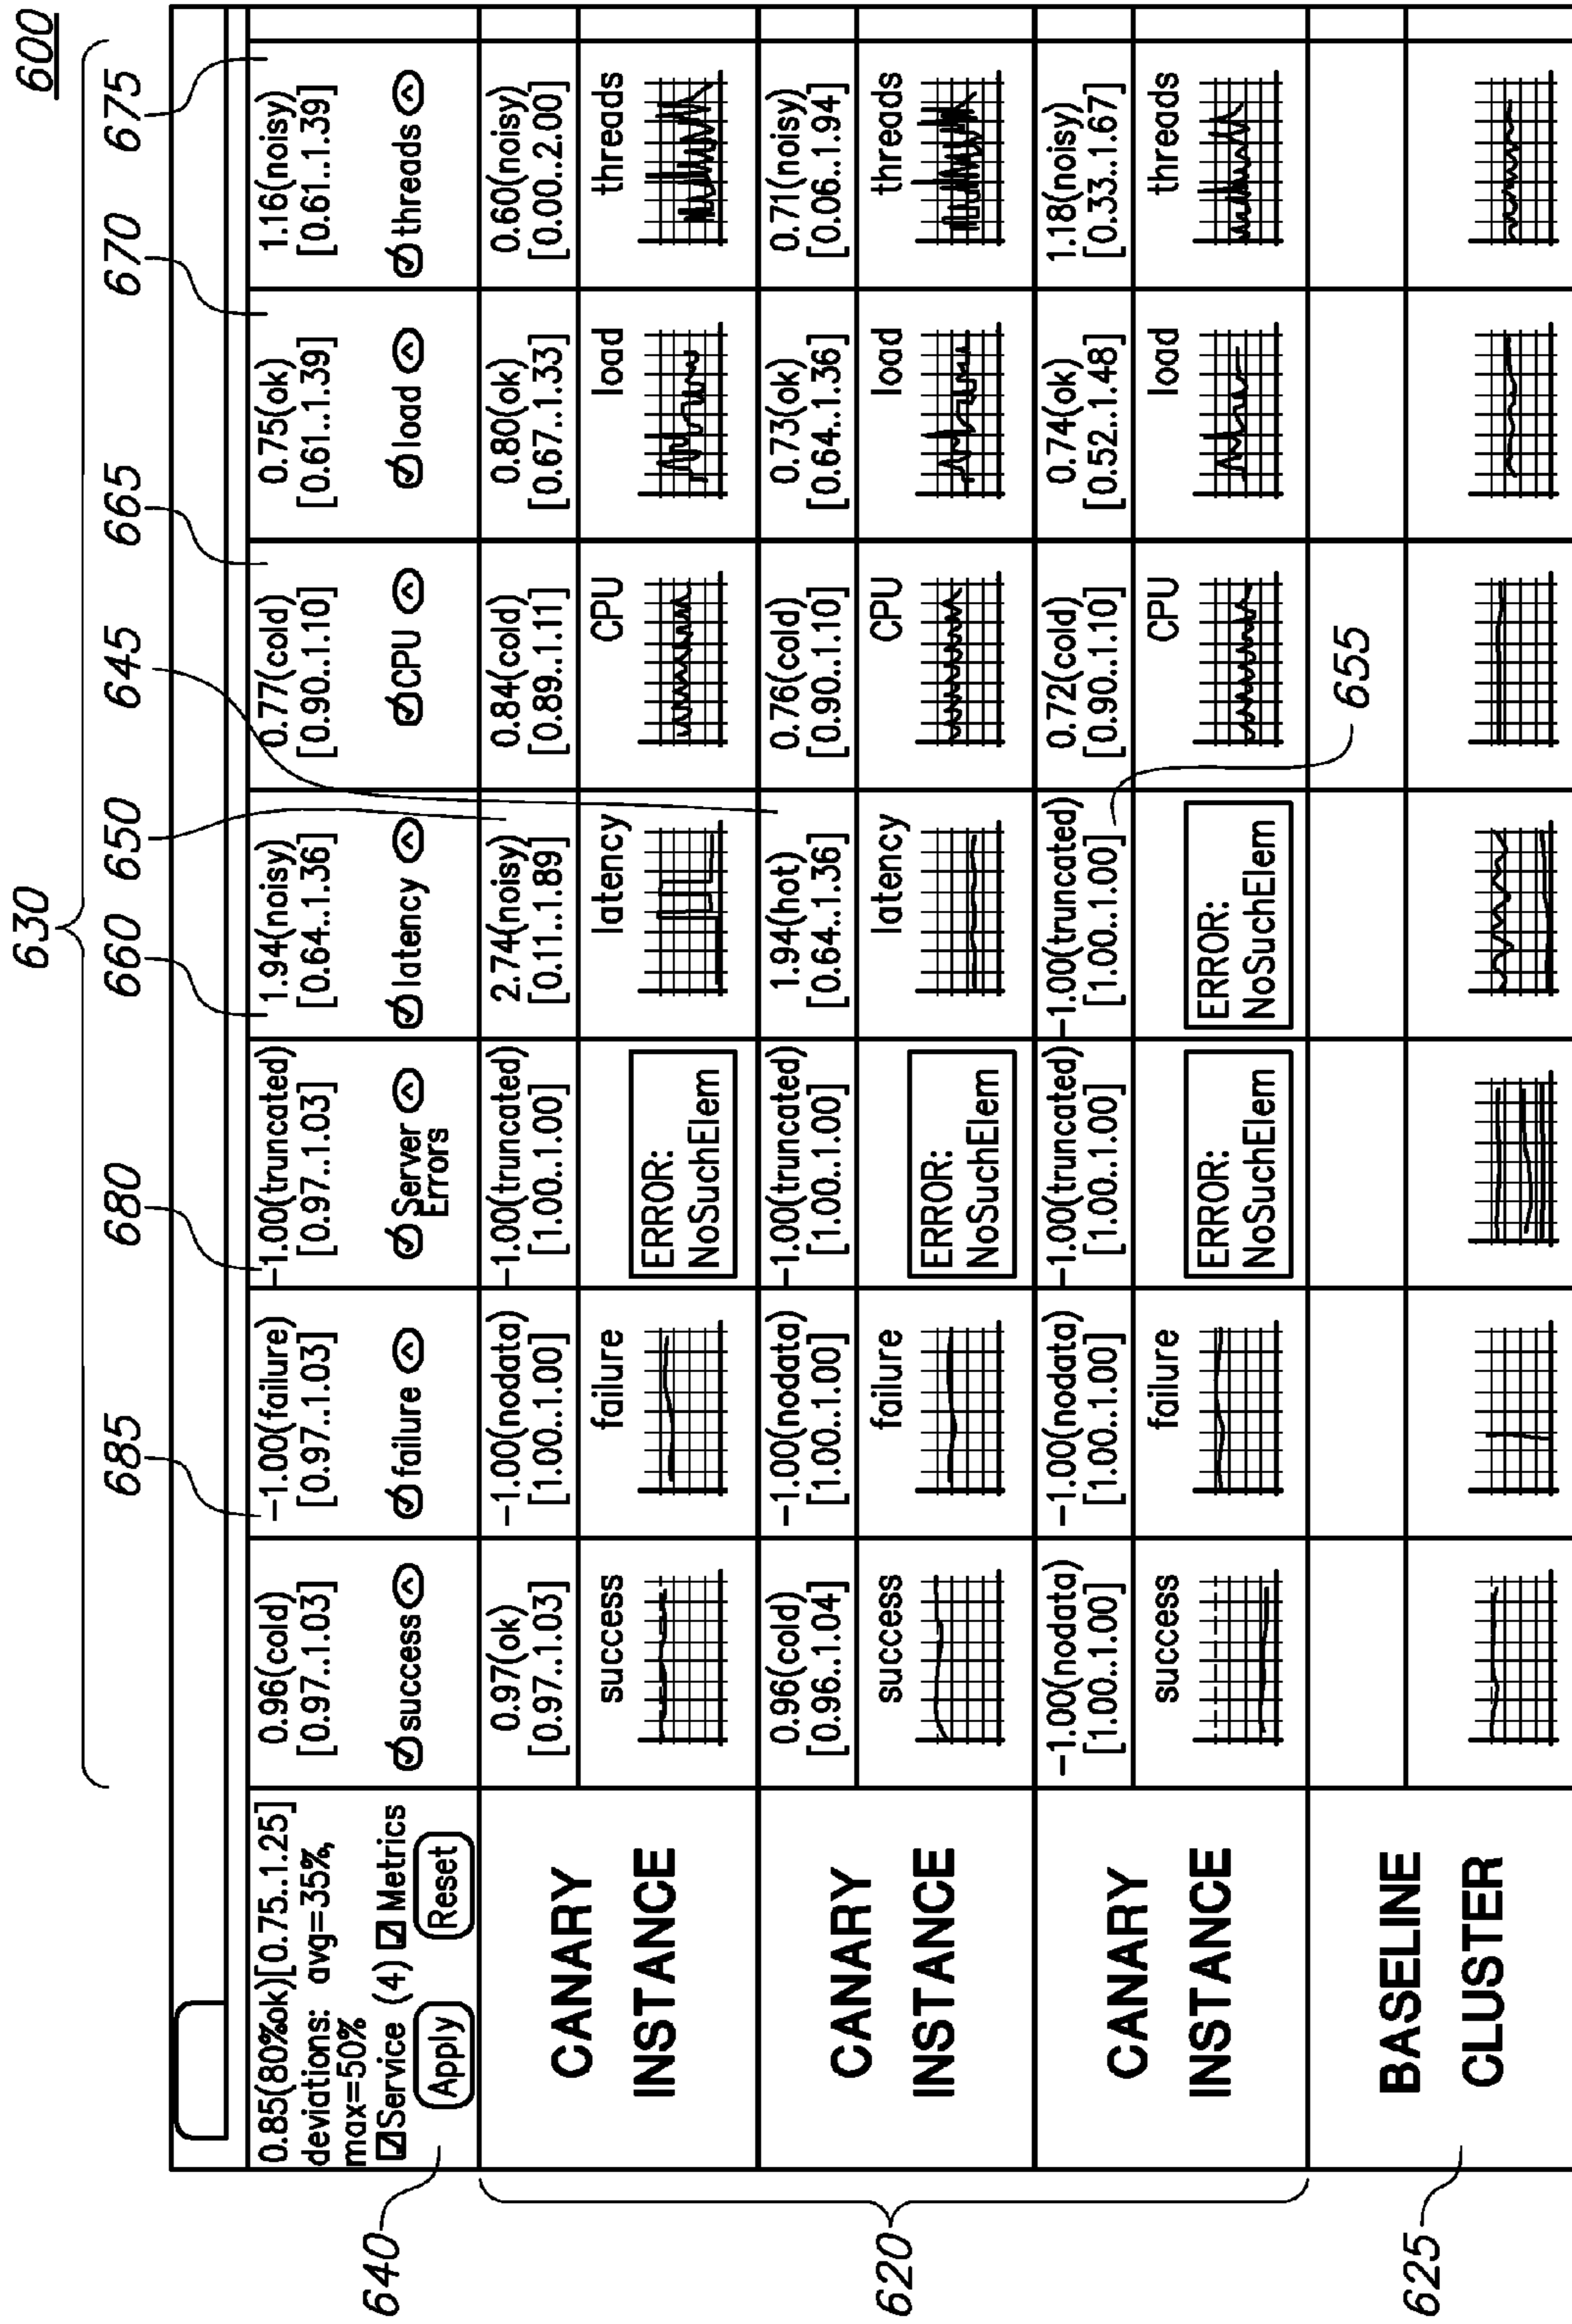 600
630
685
680
660
650
645
665
670
675
0.85(80%ok)[0.75..1.25]
deviations: avg=35%,
max=50%
Service (4) Metrics
Apply
Reset
0.96(cold)
[0.97..1.03]
success
−1.00(failure)
[0.97..1.03]
failure
−1.00(truncated)
[0.97..1.03]
Server
Errors
1.94(noisy)
[0.64..1.36]
latency
0.77(cold)
[0.90..1.10]
CPU
0.75(ok)
[0.61..1.39]
load
1.16(noisy)
[0.61..1.39]
threads
640
CANARY
INSTANCE
0.97(ok)
[0.97..1.03]
success
−1.00(nodata)
[1.00..1.00]
failure
−1.00(truncated)
[1.00..1.00]
ERROR:
NoSuchElem
2.74(noisy)
[0.11..1.89]
latency
0.84(cold)
[0.89..1.11]
CPU
0.80(ok)
[0.67..1.33]
load
0.60(noisy)
[0.00..2.00]
threads
620
CANARY
INSTANCE
0.96(cold)
[0.96..1.04]
success
−1.00(nodata)
[1.00..1.00]
failure
−1.00(truncated)
[1.00..1.00]
ERROR:
NoSuchElem
1.94(hot)
[0.64..1.36]
latency
0.76(cold)
[0.90..1.10]
CPU
0.73(ok)
[0.64..1.36]
load
0.71(noisy)
[0.06..1.94]
threads
CANARY
INSTANCE
−1.00(nodata)
[1.00..1.00]
success
−1.00(nodata)
[1.00..1.00]
failure
−1.00(truncated)
[1.00..1.00]
ERROR:
NoSuchElem
−1.00(truncated)
[1.00..1.00]
ERROR:
NoSuchElem
0.72(cold)
[0.90..1.10]
CPU
0.74(ok)
[0.52..1.48]
load
1.18(noisy)
[0.33..1.67]
threads
655
625
BASELINE
CLUSTER